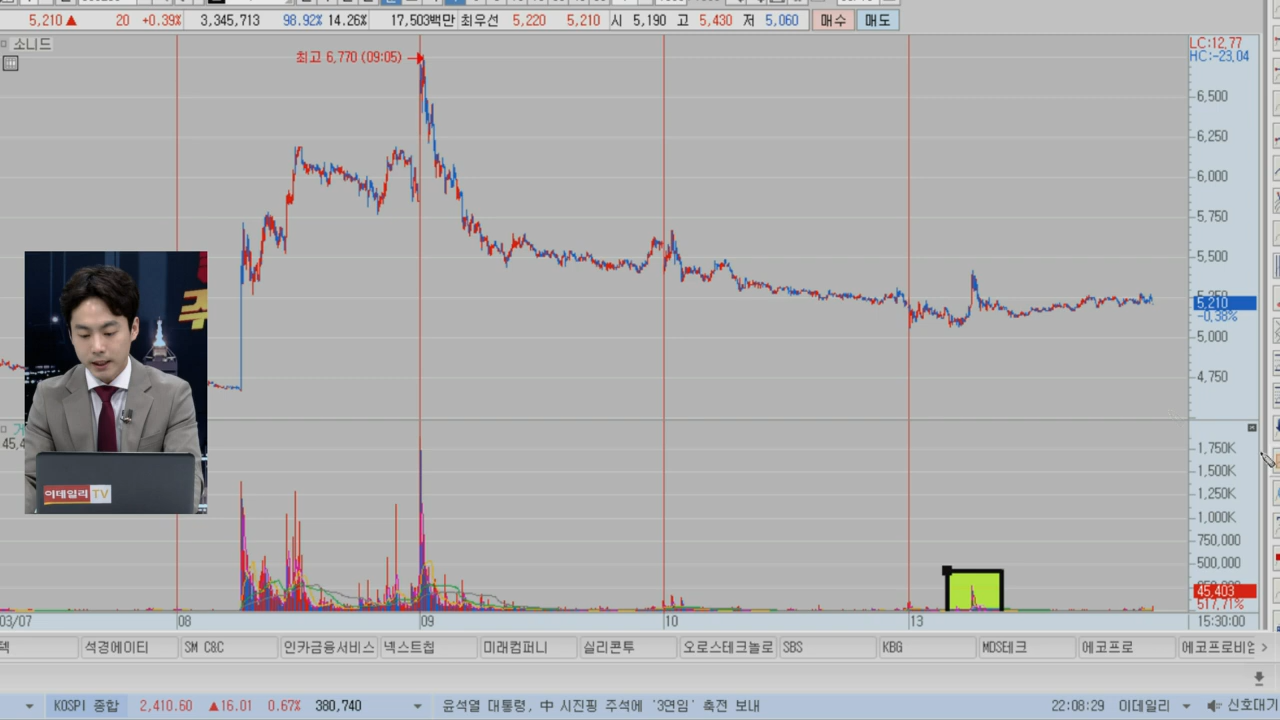 5,210 ▲ 20 +0.39% 3,345,713 98.92% 14.26% 17,503백만 최우선 5,220 5,210 시 5,190 고 5,430 저 5,060 매수 매도
소니드
LC:12,77
HC:-23,04
최고 6,770 (09:05)
6,500
6,250
6,000
5,750
5,500
5,210
-0,38%
5,000
4,750
45,4
1,750K
1,500K
1,250K
1,000K
750,000
500,000
45,403
517,71%
이데일리 TV
03/07 08 09 10 13 15:30:00
텍 석경에이티 SM C&C 인카금융서비스 넥스트칩 미래컴퍼니 실리콘투 오로스테크놀로 SBS KBG MDS테크 에코프로 에코프로비엠
KOSPI 종합 2,410.60 ▲16.01 0.67% 380,740 윤석열 대통령, 中 시진핑 주석에 '3연임' 축전 보내 22:08:29 이데일리 신호대기